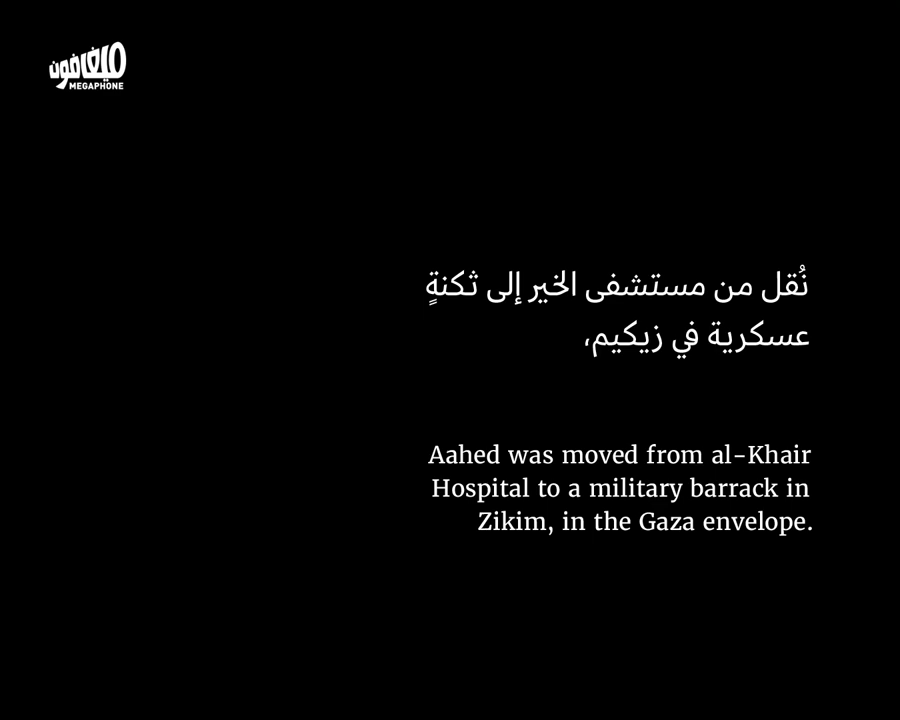 ميغافون
MEGAPHONE
نُقل من مستشفى الخير إلى ثكنةٍ
عسكرية في زيكيم،
Aahed was moved from al-Khair
Hospital to a military barrack in
Zikim, in the Gaza envelope.